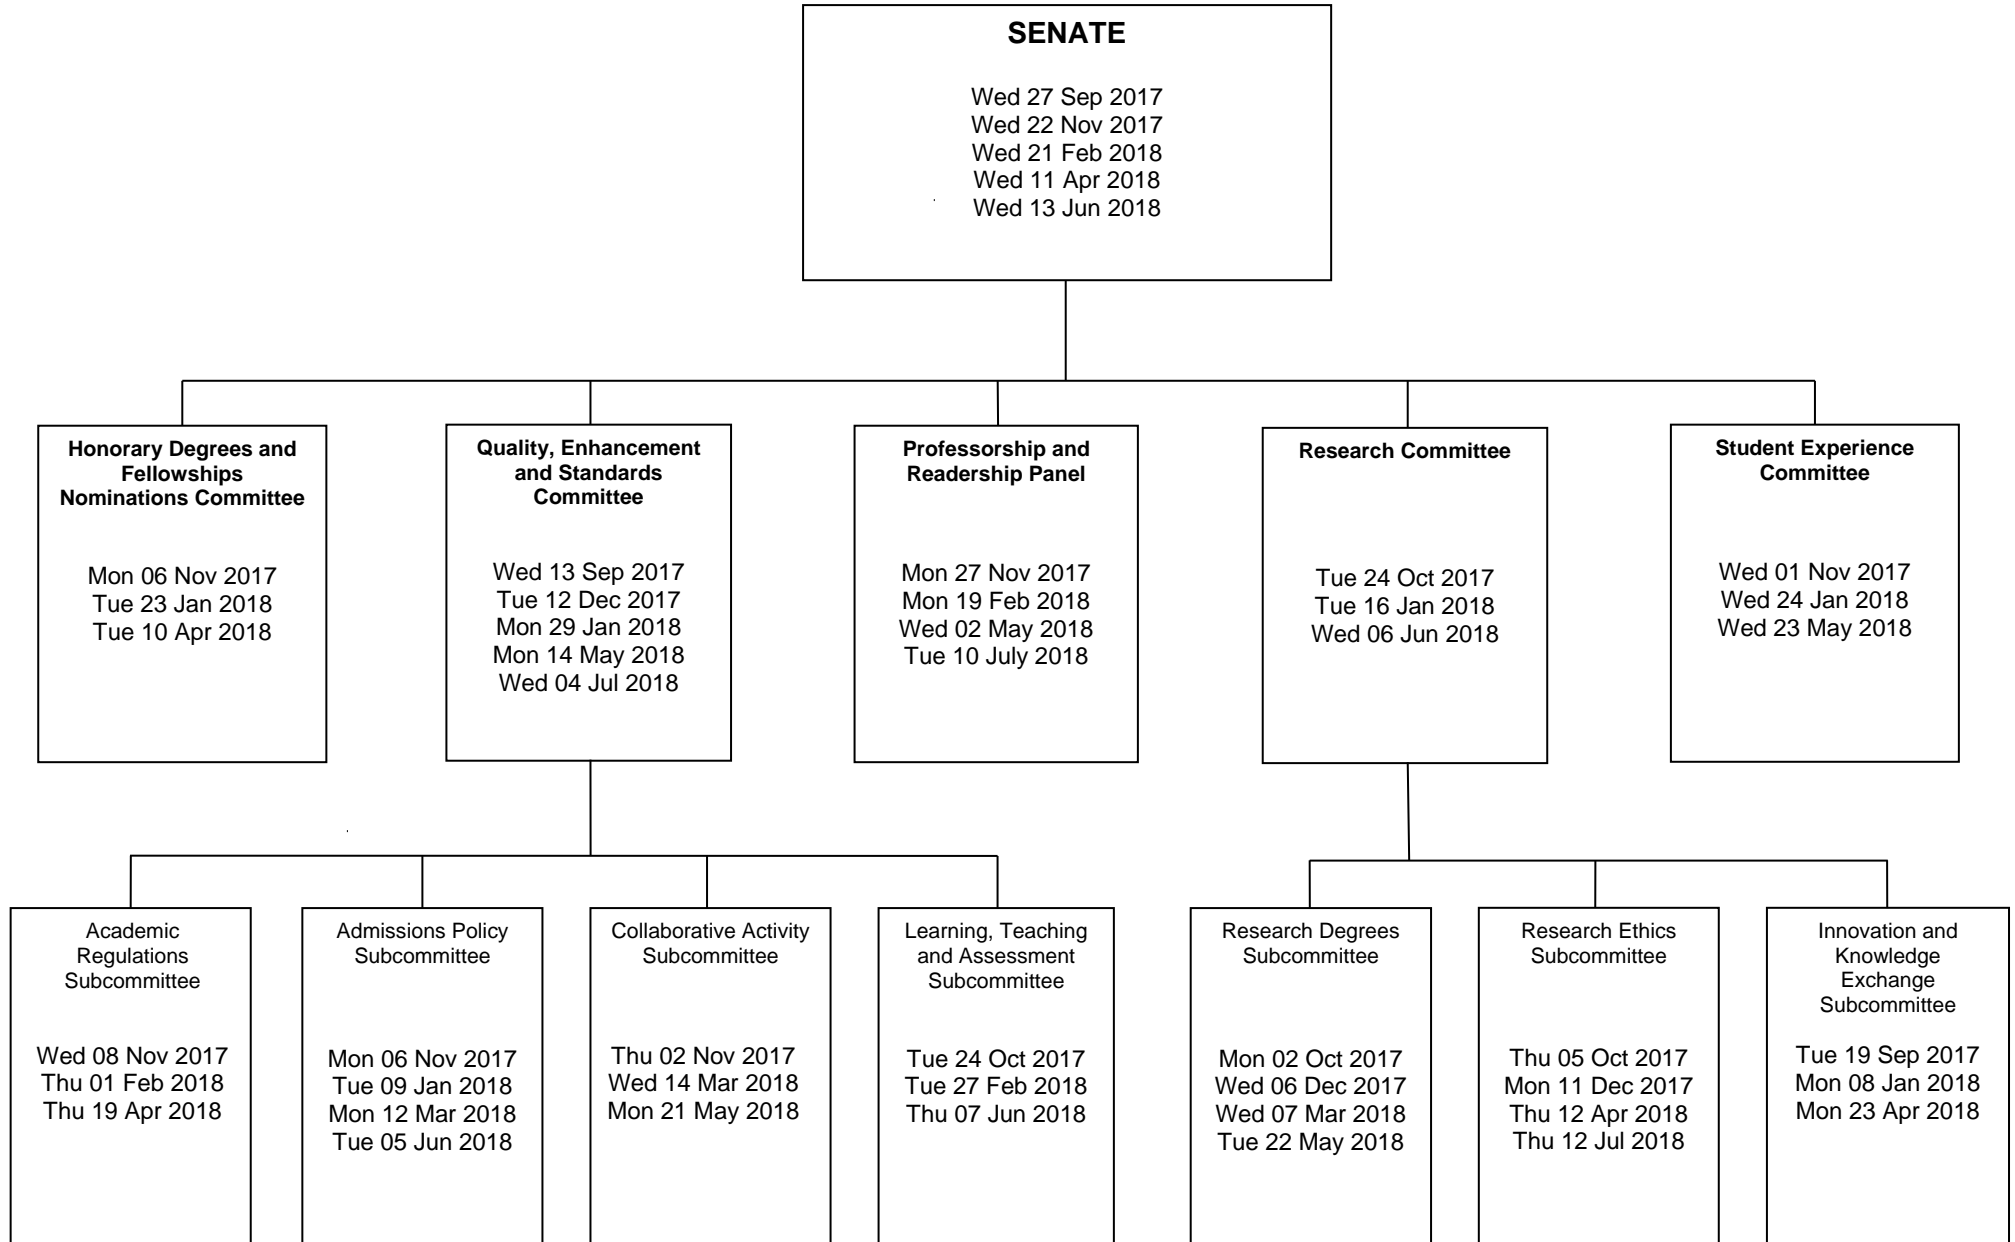 SENATE
Wed 27 Sep 2017
Wed 22 Nov 2017
Wed 21 Feb 2018
Wed 11 Apr 2018
Wed 13 Jun 2018
Honorary Degrees and
Fellowships
Nominations Committee
Mon 06 Nov 2017
Tue 23 Jan 2018
Tue 10 Apr 2018
Quality, Enhancement
and Standards
Committee
Wed 13 Sep 2017
Tue 12 Dec 2017
Mon 29 Jan 2018
Mon 14 May 2018
Wed 04 Jul 2018
Professorship and
Readership Panel
Mon 27 Nov 2017
Mon 19 Feb 2018
Wed 02 May 2018
Tue 10 July 2018
Research Committee
Tue 24 Oct 2017
Tue 16 Jan 2018
Wed 06 Jun 2018
Student Experience
Committee
Wed 01 Nov 2017
Wed 24 Jan 2018
Wed 23 May 2018
Academic
Regulations
Subcommittee
Wed 08 Nov 2017
Thu 01 Feb 2018
Thu 19 Apr 2018
Admissions Policy
Subcommittee
Mon 06 Nov 2017
Tue 09 Jan 2018
Mon 12 Mar 2018
Tue 05 Jun 2018
Collaborative Activity
Subcommittee
Thu 02 Nov 2017
Wed 14 Mar 2018
Mon 21 May 2018
Learning, Teaching
and Assessment
Subcommittee
Tue 24 Oct 2017
Tue 27 Feb 2018
Thu 07 Jun 2018
Research Degrees
Subcommittee
Mon 02 Oct 2017
Wed 06 Dec 2017
Wed 07 Mar 2018
Tue 22 May 2018
Research Ethics
Subcommittee
Thu 05 Oct 2017
Mon 11 Dec 2017
Thu 12 Apr 2018
Thu 12 Jul 2018
Innovation and
Knowledge
Exchange
Subcommittee
Tue 19 Sep 2017
Mon 08 Jan 2018
Mon 23 Apr 2018